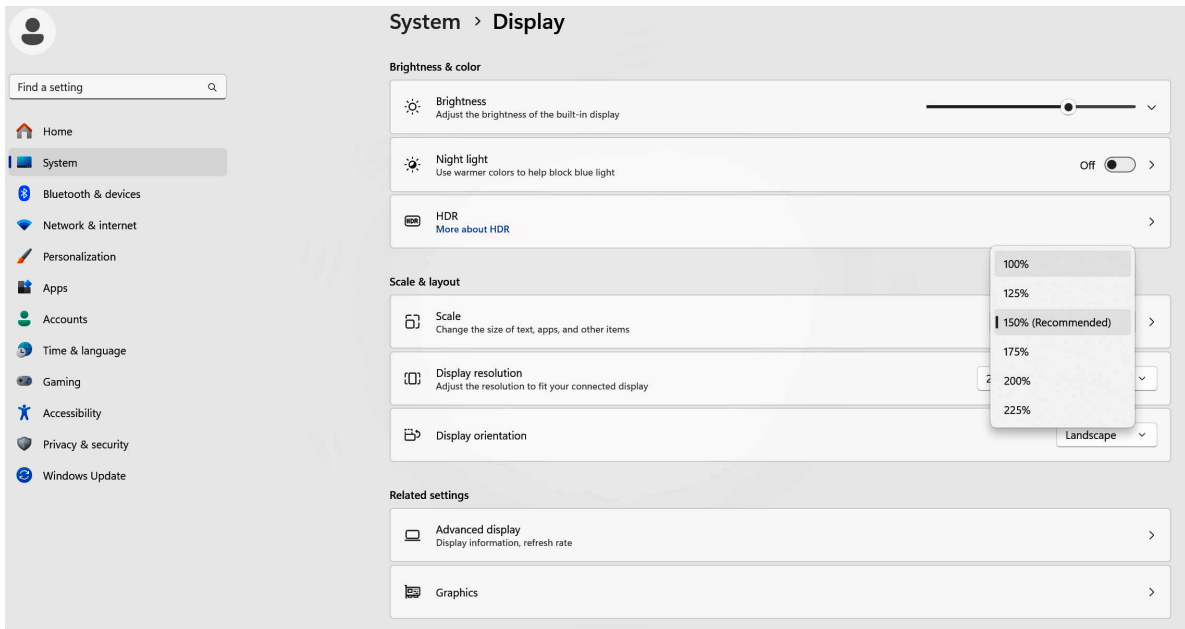 System > Display
Find a setting
Home
System
Bluetooth & devices
Network & internet
Personalization
Apps
Accounts
Time & language
Gaming
Accessibility
Privacy & security
Windows Update
Brightness & color
Brightness
Adjust the brightness of the built-in display
Night light
Use warmer colors to help block blue light
Off
HDR
HDR
More about HDR
Scale & layout
Scale
Change the size of text, apps, and other items
100%
125%
150% (Recommended)
175%
200%
225%
Display resolution
Adjust the resolution to fit your connected display
2
Display orientation
Landscape
Related settings
Advanced display
Display information, refresh rate
Graphics